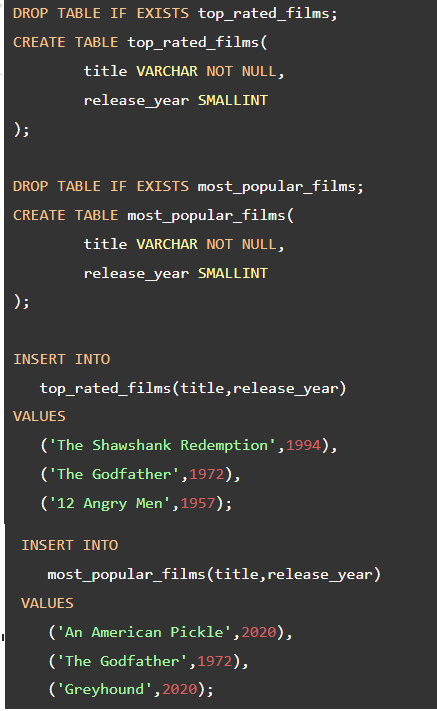 DROP TABLE IF EXISTS top_rated_films;
CREATE TABLE top_rated_films(
title VARCHAR NOT NULL,
release_year SMALLINT
);
DROP TABLE IF EXISTS most_popular_films;
CREATE TABLE most_popular_films(
title VARCHAR NOT NULL,
release_year SMALLINT
);
INSERT INTO
top_rated_films(title,release_year)
VALUES
('The Shawshank Redemption',1994),
('The Godfather',1972),
('12 Angry Men',1957);
INSERT INTO
most_popular_films(title,release_year)
VALUES
('An American Pickle',2020),
('The Godfather',1972),
('Greyhound',2020);